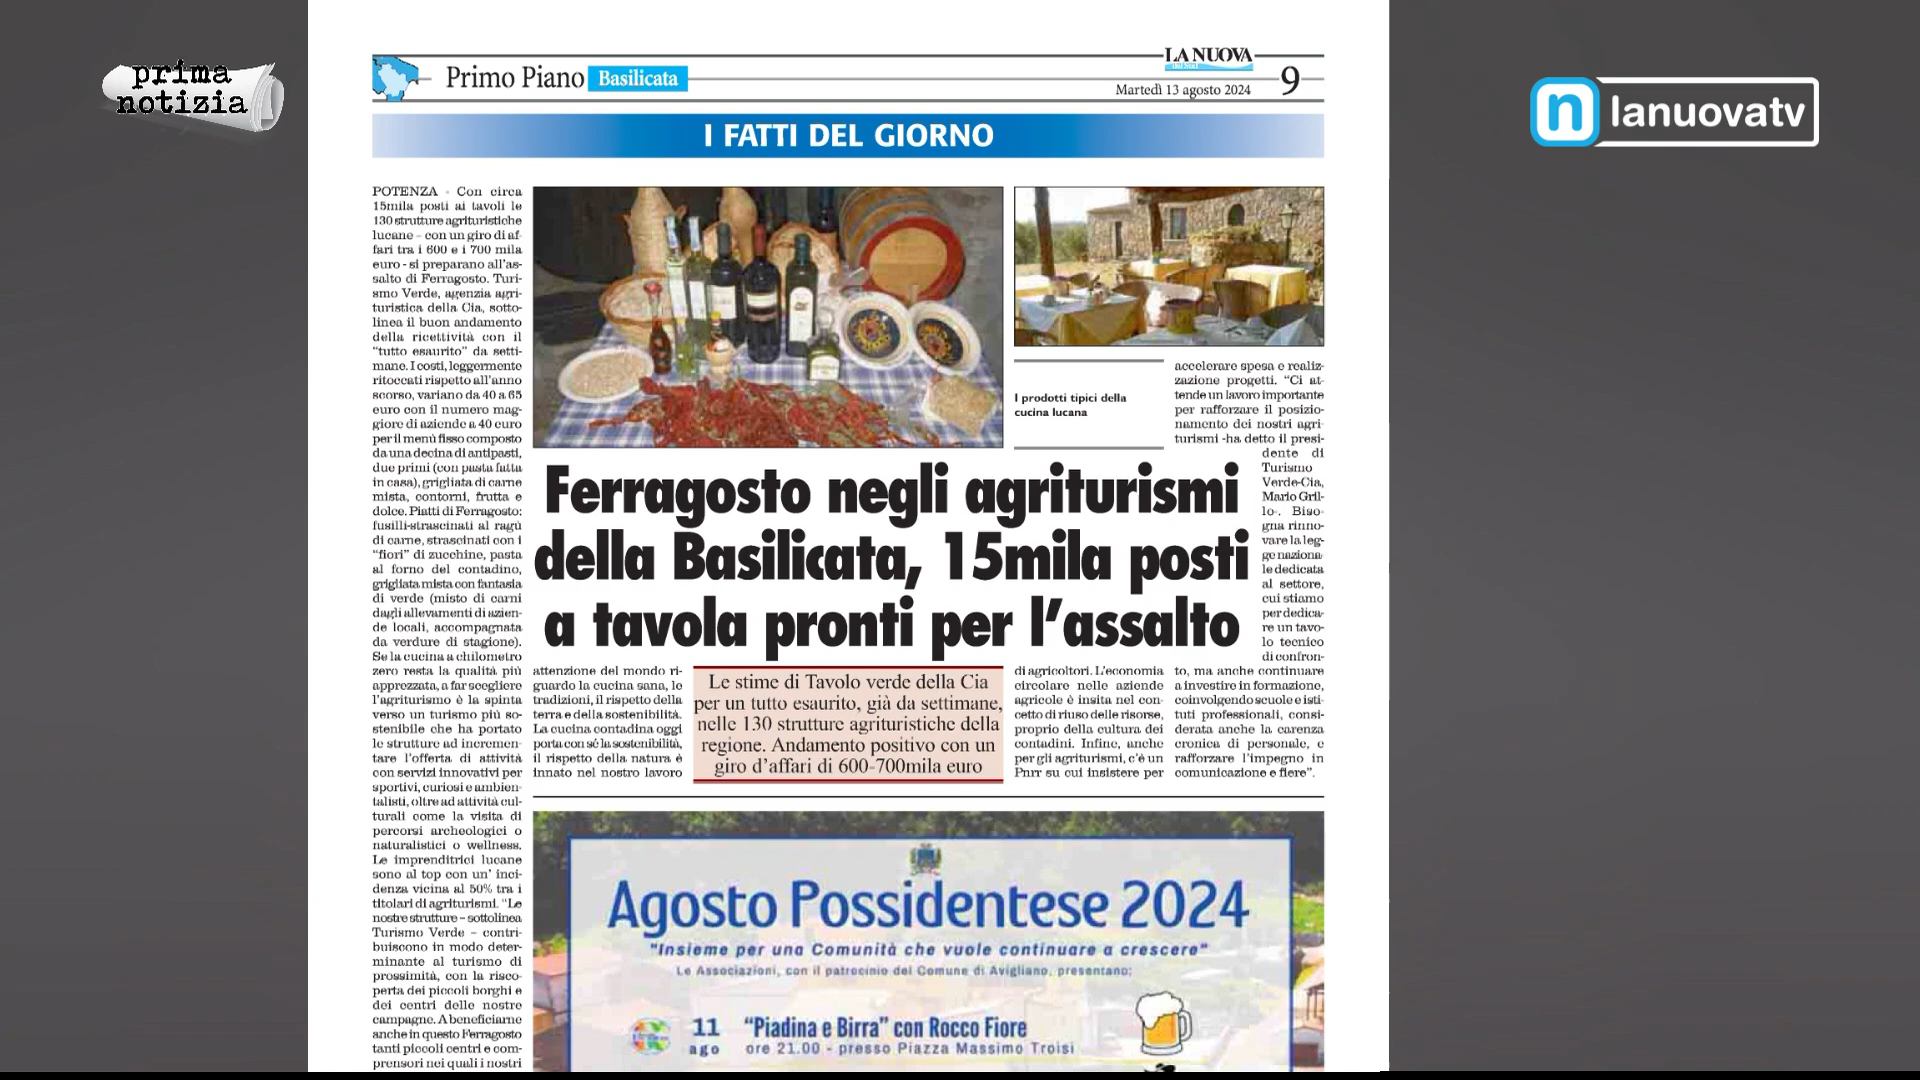 prima
notizia
lanuovatv
Primo Piano Basilicata
LA NUOVA
del Sud
Martedì 13 agosto 2024
9
I FATTI DEL GIORNO
POTENZA - Con circa
15mila posti ai tavoli le
130 strutture agrituristiche
lucane – con un giro di af-
fari tra i 600 e i 700 mila
euro - si preparano all'as-
salto di Ferragosto. Turi-
smo Verde, agenzia agri-
turistica della Cia, sotto-
linea il buon andamento
della ricettività con il
"tutto esaurito" da setti-
mane. I costi, leggermente
ritoccati rispetto all'anno
scorso, variano da 40 a 65
euro con il numero mag-
giore di aziende a 40 euro
per il menù fisso composto
da una decina di antipasti,
due primi (con pasta fatta
in casa), grigliata di carne
mista, contorni, frutta e
dolce. Piatti di Ferragosto:
fusilli-strascinati al ragù
di carne, strascinati con i
"fiori" di zucchine, pasta
al forno del contadino,
grigliata mista con fantasia
di verde (misto di carni
dagli allevamenti di azien-
de locali, accompagnata
da verdure di stagione).
Se la cucina a chilometro
zero resta la qualità più
apprezzata, a far scegliere
l'agriturismo è la spinta
verso un turismo più so-
stenibile che ha portato
le strutture ad incremen-
tare l'offerta di attività
con servizi innovativi per
sportivi, curiosi e ambien-
talisti, oltre ad attività cul-
turali come la visita di
percorsi archeologici o
naturalistici o wellness.
Le imprenditrici lucane
sono al top con un' inci-
denza vicina al 50% tra i
titolari di agriturismi. "Le
nostre strutture – sottolinea
Turismo Verde – contri-
buiscono in modo deter-
minante al turismo di
prossimità, con la risco-
perta dei piccoli borghi e
dei centri delle nostre
campagne. A beneficiarne
anche in questo Ferragosto
tanti piccoli centri e com-
prensori nei quali i nostri
I prodotti tipici della
cucina lucana
Ferragosto negli agriturismi
della Basilicata, 15mila posti
a tavola pronti per l'assalto
attenzione del mondo ri-
guardo la cucina sana, le
tradizioni, il rispetto della
terra e della sostenibilità.
La cucina contadina oggi
porta con sé la sostenibilità,
il rispetto della natura è
innato nel nostro lavoro
Le stime di Tavolo verde della Cia
per un tutto esaurito, già da settimane,
nelle 130 strutture agrituristiche della
regione. Andamento positivo con un
giro d'affari di 600-700mila euro
di agricoltori. L'economia
circolare nelle aziende
agricole è insita nel con-
cetto di riuso delle risorse,
proprio della cultura dei
contadini. Infine, anche
per gli agriturismi, c'è un
Pnrr su cui insistere per
accelerare spesa e realiz-
zazione progetti. "Ci at-
tende un lavoro importante
per rafforzare il posizio-
namento dei nostri agri-
turismi -ha detto il presi-
dente di
Turismo
Verde-Cia,
Mario Gril-
lo-. Biso-
gna rinno-
vare la leg-
ge naziona-
le dedicata
al settore,
cui stiamo
per dedica-
re un tavo-
lo tecnico
di confron-
to, ma anche continuare
a investire in formazione,
coinvolgendo scuole e isti-
tuti professionali, consi-
derata anche la carenza
cronica di personale, e
rafforzare l'impegno in
comunicazione e fiere".
Agosto Possidentese 2024
"Insieme per una Comunità che vuole continuare a crescere"
Le Associazioni, con il patrocinio del Comune di Avigliano, presentano:
11
ago
"Piadina e Birra" con Rocco Fiore
ore 21.00 - presso Piazza Massimo Troisi